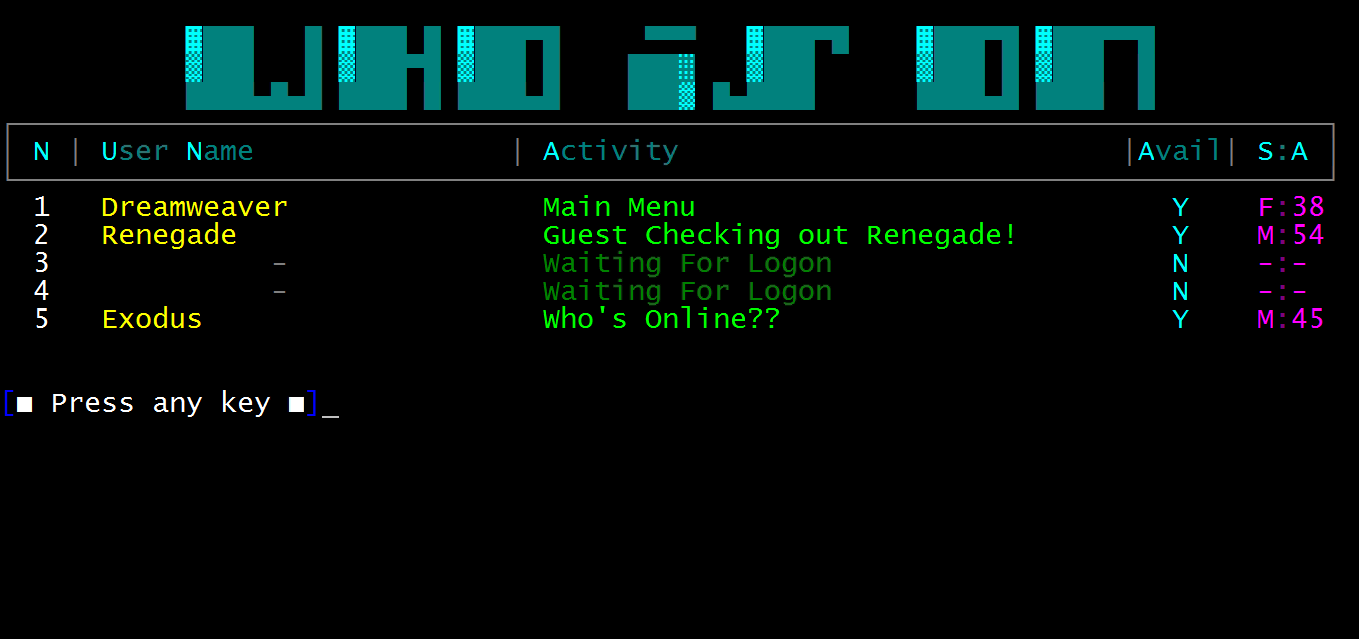 WHO iS ON
N | User Name | Activity |Avail| S:A
1 Dreamweaver Main Menu Y F:38
2 Renegade Guest Checking out Renegade! Y M:54
3 - Waiting For Logon N -:-
4 - Waiting For Logon N -:-
5 Exodus Who's Online?? Y M:45
[■ Press any key ■]_